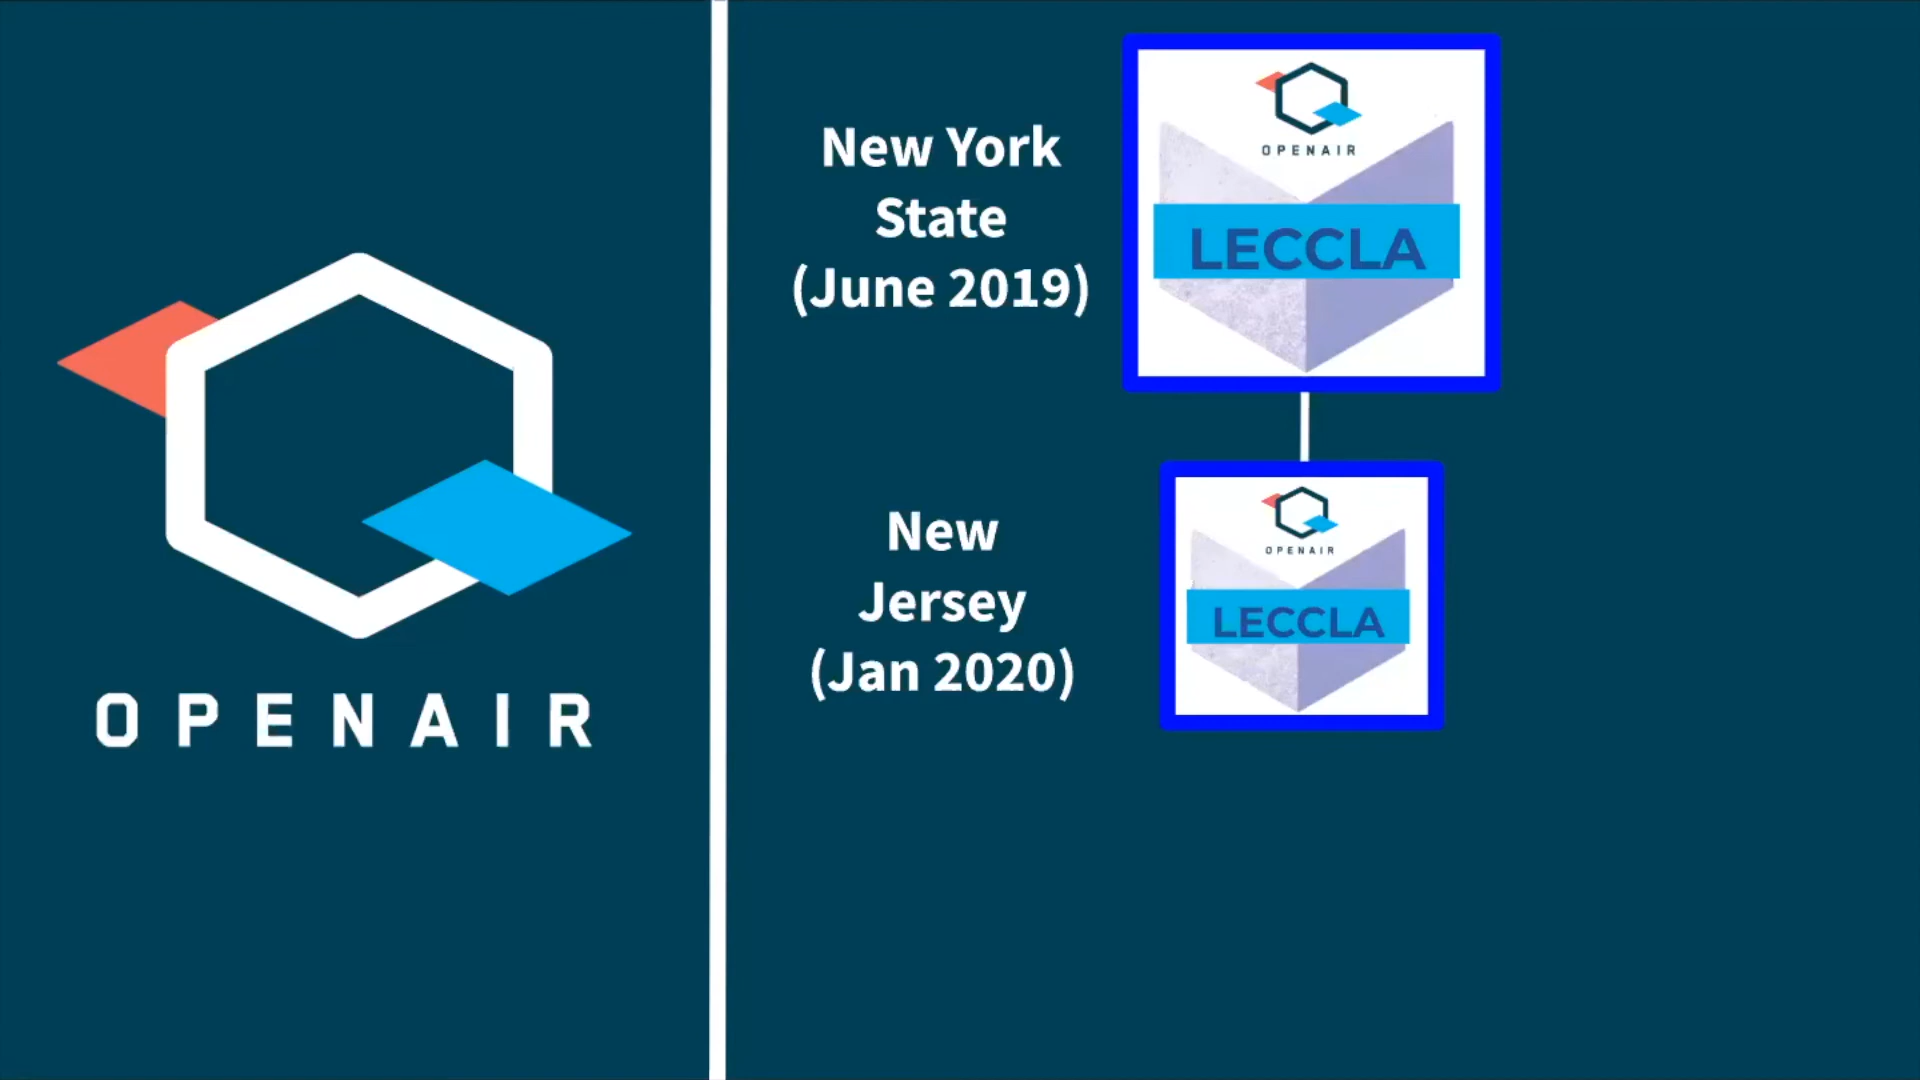 OPENAIR
New York
State
(June 2019)
OPENAIR
LECCLA
New
Jersey
(Jan 2020)
OPENAIR
LECCLA